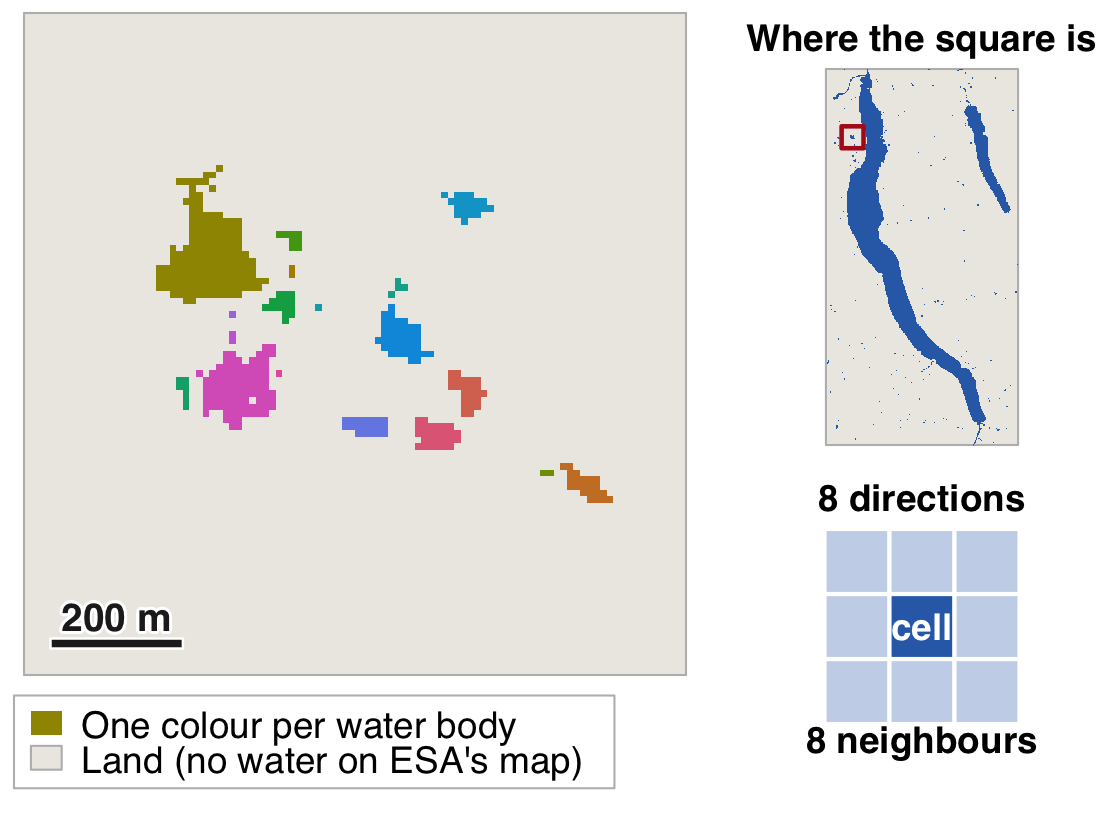 Where the square is
8 directions
cell
8 neighbours
200 m
One colour per water body
Land (no water on ESA's map)